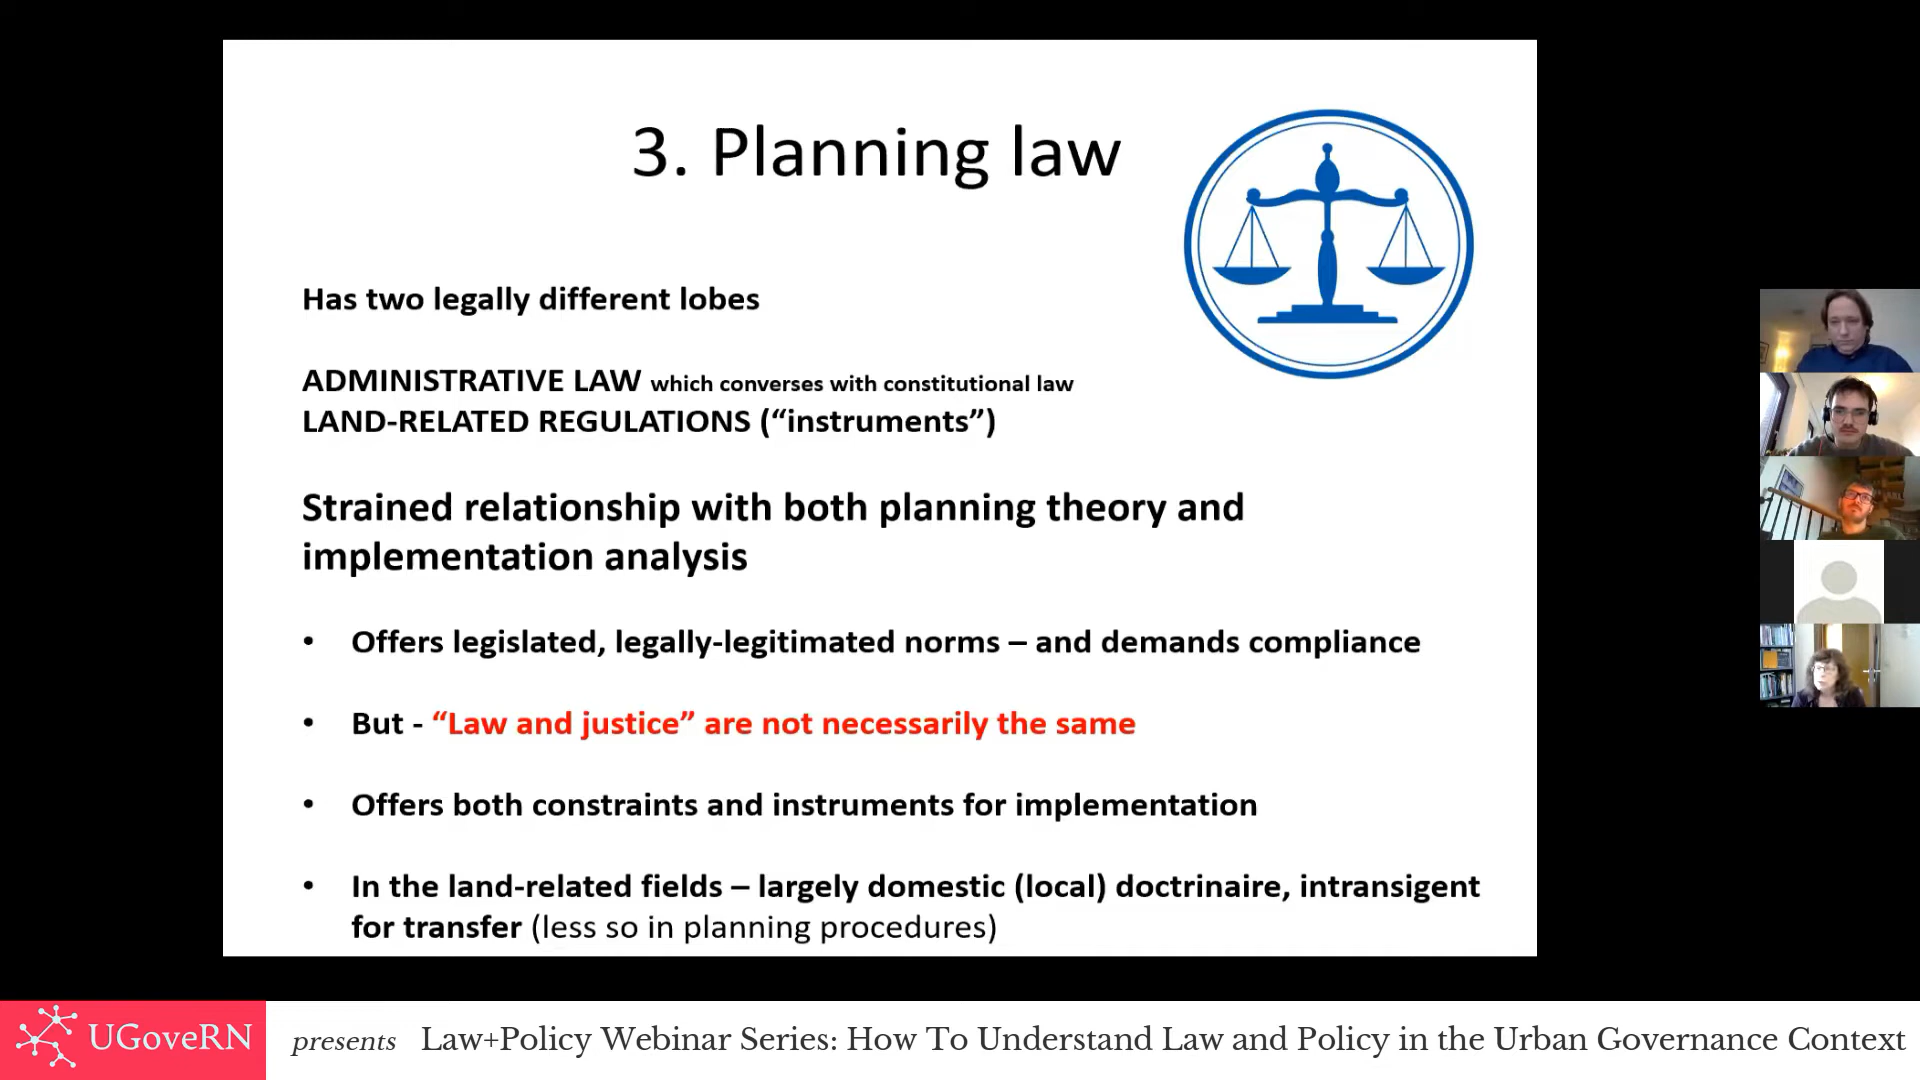 3. Planning law
Has two legally different lobes
ADMINISTRATIVE LAW which converses with constitutional law
LAND-RELATED REGULATIONS (“instruments”)
Strained relationship with both planning theory and
implementation analysis
• Offers legislated, legally-legitimated norms – and demands compliance
• But - “Law and justice” are not necessarily the same
• Offers both constraints and instruments for implementation
• In the land-related fields – largely domestic (local) doctrinaire, intransigent
for transfer (less so in planning procedures)
UGoveRN presents Law+Policy Webinar Series: How To Understand Law and Policy in the Urban Governance Context